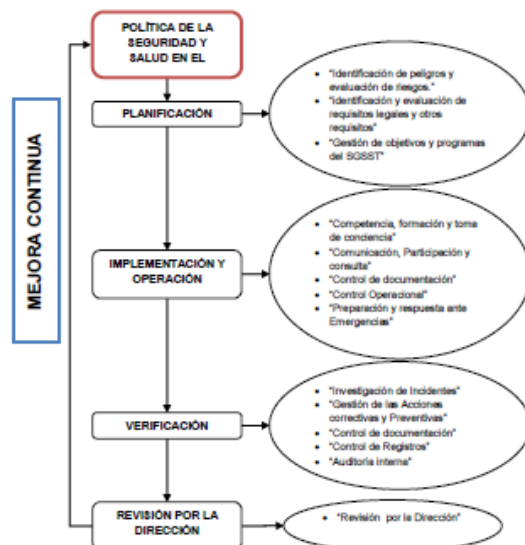 POLÍTICA DE LA
SEGURIDAD Y
SALUD EN EL
MEJORA CONTINUA
PLANIFICACIÓN
• "Identificación de peligros y
evaluación de riesgos."
• "Identificación y evaluación de
requisitos legales y otros
requisitos"
• "Gestión de objetivos y programas
del SGSST"
IMPLEMENTACIÓN Y
OPERACIÓN
• "Competencia, formación y toma
de conciencia"
• "Comunicación, Participación y
consulta"
• "Control de documentación"
• "Control Operacional"
• "Preparación y respuesta ante
Emergencias"
VERIFICACIÓN
• "Investigación de Incidentes"
• "Gestión de las Acciones
correctivas y Preventivas"
• "Control de documentación"
• "Control de Registros"
• "Auditoría interna"
REVISIÓN POR LA
DIRECCIÓN
• "Revisión por la Dirección"